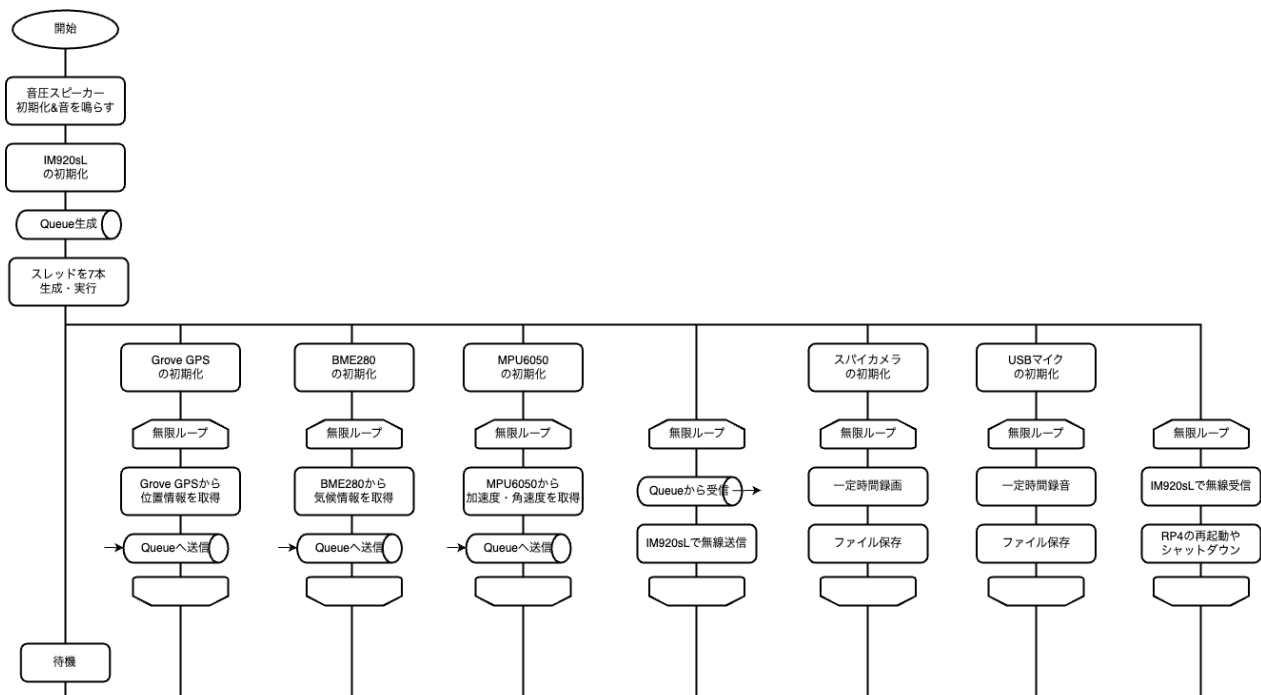 開始
音圧スピーカー
初期化&音を鳴らす
IM920sL
の初期化
Queue生成
スレッドを7本
生成・実行
Grove GPS
の初期化
BME280
の初期化
MPU6050
の初期化
スパイカメラ
の初期化
USBマイク
の初期化
無限ループ
無限ループ
無限ループ
無限ループ
無限ループ
無限ループ
無限ループ
Grove GPSから
位置情報を取得
BME280から
気候情報を取得
MPU6050から
加速度・角速度を取得
Queueから受信
一定時間録画
一定時間録音
IM920sLで無線受信
Queueへ送信
Queueへ送信
Queueへ送信
IM920sLで無線送信
ファイル保存
ファイル保存
RP4の再起動や
シャットダウン
待機